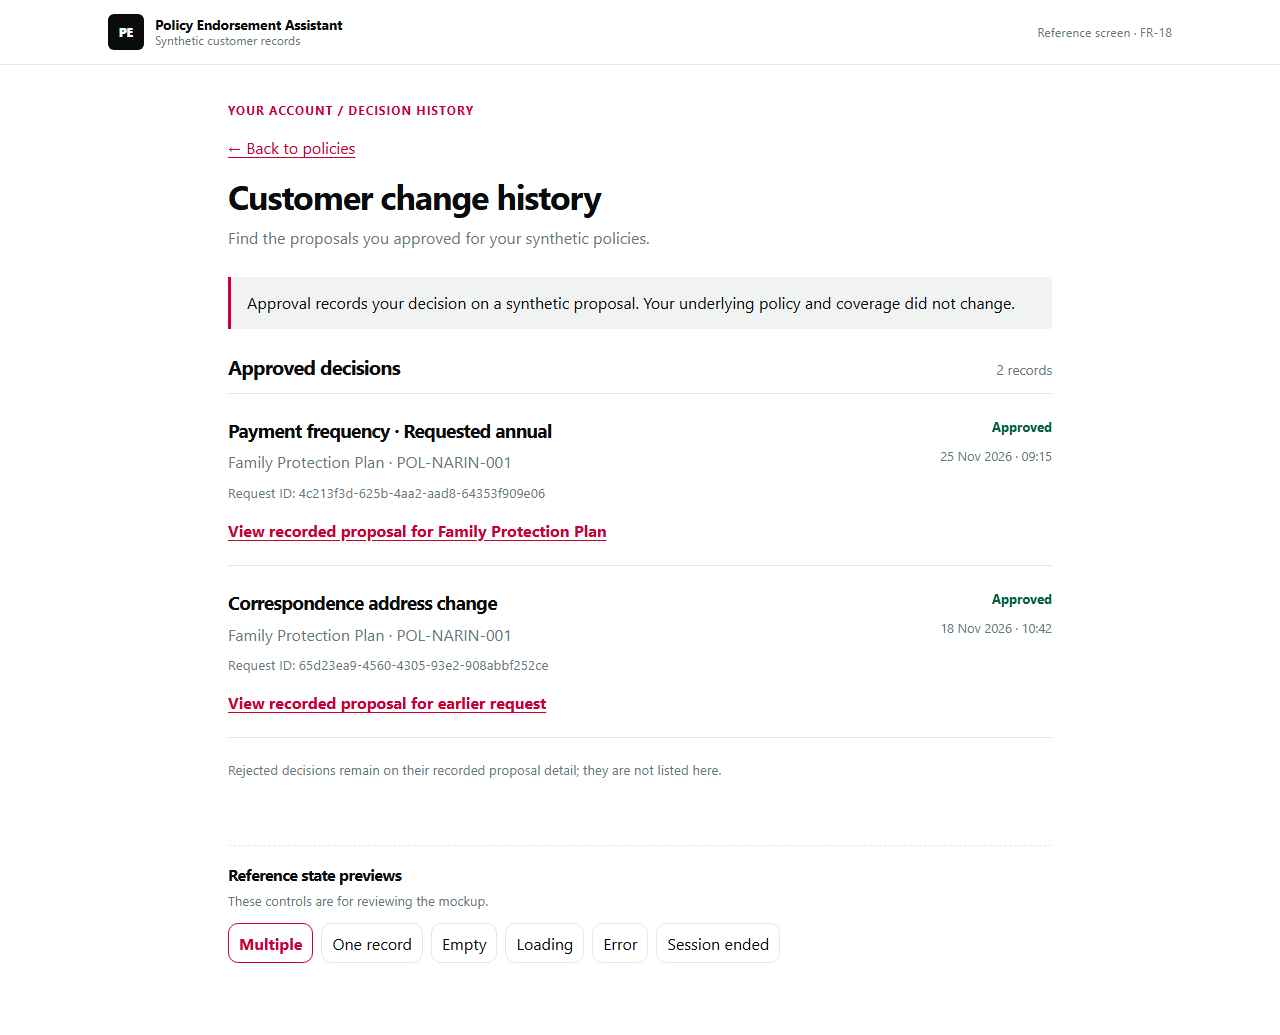 PE
Policy Endorsement Assistant
Synthetic customer records
Reference screen · FR-18
YOUR ACCOUNT / DECISION HISTORY
← Back to policies
Customer change history
Find the proposals you approved for your synthetic policies.
Approval records your decision on a synthetic proposal. Your underlying policy and coverage did not change.
Approved decisions
2 records
Payment frequency · Requested annual
Approved
Family Protection Plan · POL-NARIN-001
25 Nov 2026 · 09:15
Request ID: 4c213f3d-625b-4aa2-aad8-64353f909e06
View recorded proposal for Family Protection Plan
Correspondence address change
Approved
Family Protection Plan · POL-NARIN-001
18 Nov 2026 · 10:42
Request ID: 65d23ea9-4560-4305-93e2-908abbf252ce
View recorded proposal for earlier request
Rejected decisions remain on their recorded proposal detail; they are not listed here.
Reference state previews
These controls are for reviewing the mockup.
Multiple
One record
Empty
Loading
Error
Session ended